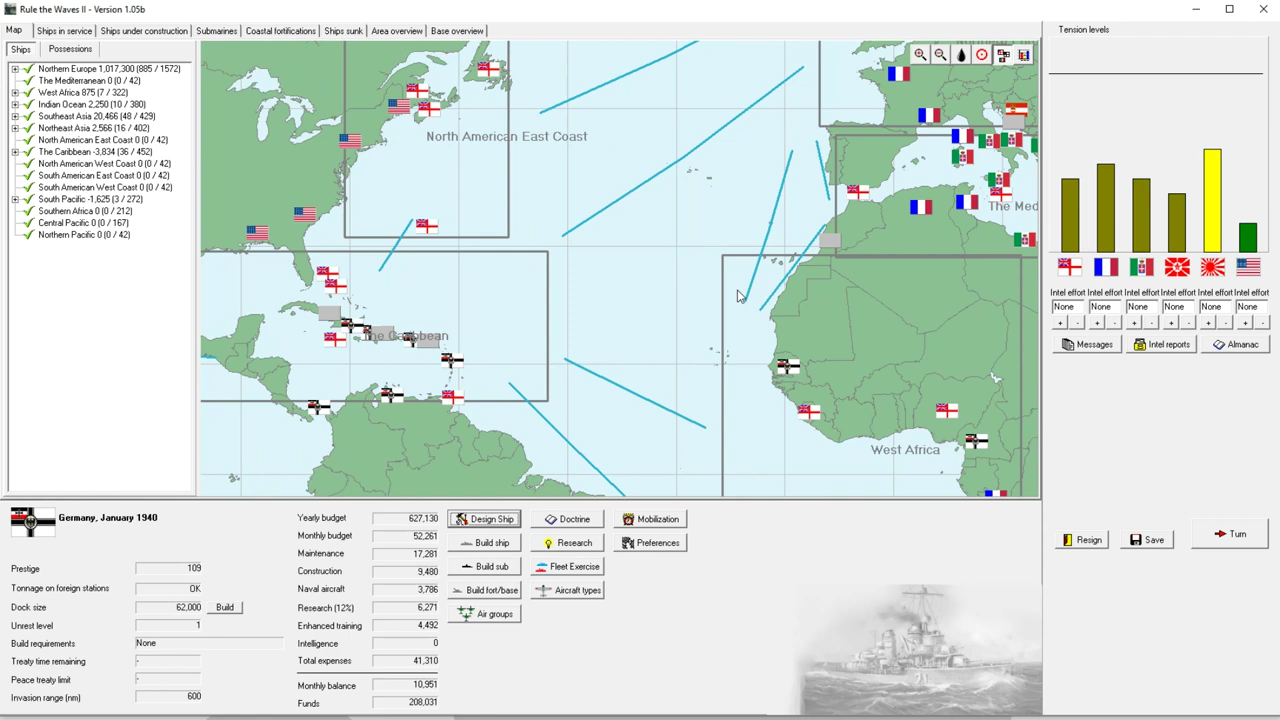 Rule the Waves II - Version 1.05b
Map
Ships in service
Ships under construction
Submarines
Coastal fortifications
Ships sunk
Area overview
Base overview
Ships
Possessions
Northern Europe 1,017,300 (885 / 1572)
The Mediterranean 0 (0 / 42)
West Africa 875 (7 / 322)
Indian Ocean 2,250 (10 / 380)
Southeast Asia 20,466 (48 / 429)
Northeast Asia 2,566 (16 / 402)
North American East Coast 0 (0 / 42)
The Caribbean -3,834 (36 / 452)
North American West Coast 0 (0 / 42)
South American East Coast 0 (0 / 42)
South American West Coast 0 (0 / 42)
South Pacific -1,625 (3 / 272)
Southern Africa 0 (0 / 212)
Central Pacific 0 (0 / 167)
Northern Pacific 0 (0 / 42)
North American East Coast
The Med
The Caribbean
West Africa
Tension levels
Intel effort Intel effort Intel effort Intel effort Intel effort Intel effort
None None None None None None
+ - + - + - + - + - + -
Messages
Intel reports
Almanac
Resign
Save
Turn
Germany, January 1940
Prestige 109
Tonnage on foreign stations OK
Dock size 62,000 Build
Unrest level 1
Build requirements None
Treaty time remaining -
Peace treaty limit -
Invasion range (nm) 600
Yearly budget 627,130
Monthly budget 52,261
Maintenance 17,281
Construction 9,480
Naval aircraft 3,786
Research (12%) 6,271
Enhanced training 4,492
Intelligence 0
Total expenses 41,310
Monthly balance 10,951
Funds 208,031
Design Ship
Doctrine
Mobilization
Build ship
Research
Preferences
Build sub
Fleet Exercise
Build fort/base
Aircraft types
Air groups